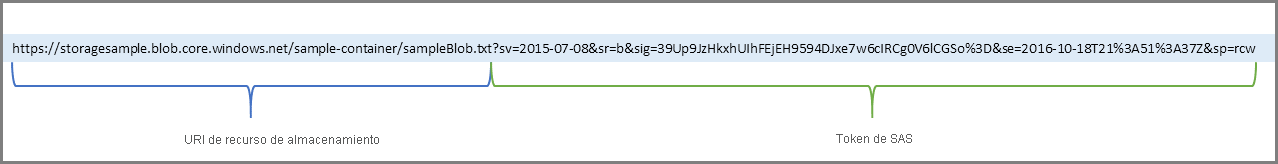 https://storagesample.blob.core.windows.net/sample-container/sampleBlob.txt?sv=2015-07-08&sr=b&sig=39Up9JzHkxhUIhFEjEH9594DJxe7w6cIRCg0V6lCGSo%3D&se=2016-10-18T21%3A51%3A37Z&sp=rcw
URI de recurso de almacenamiento
Token de SAS